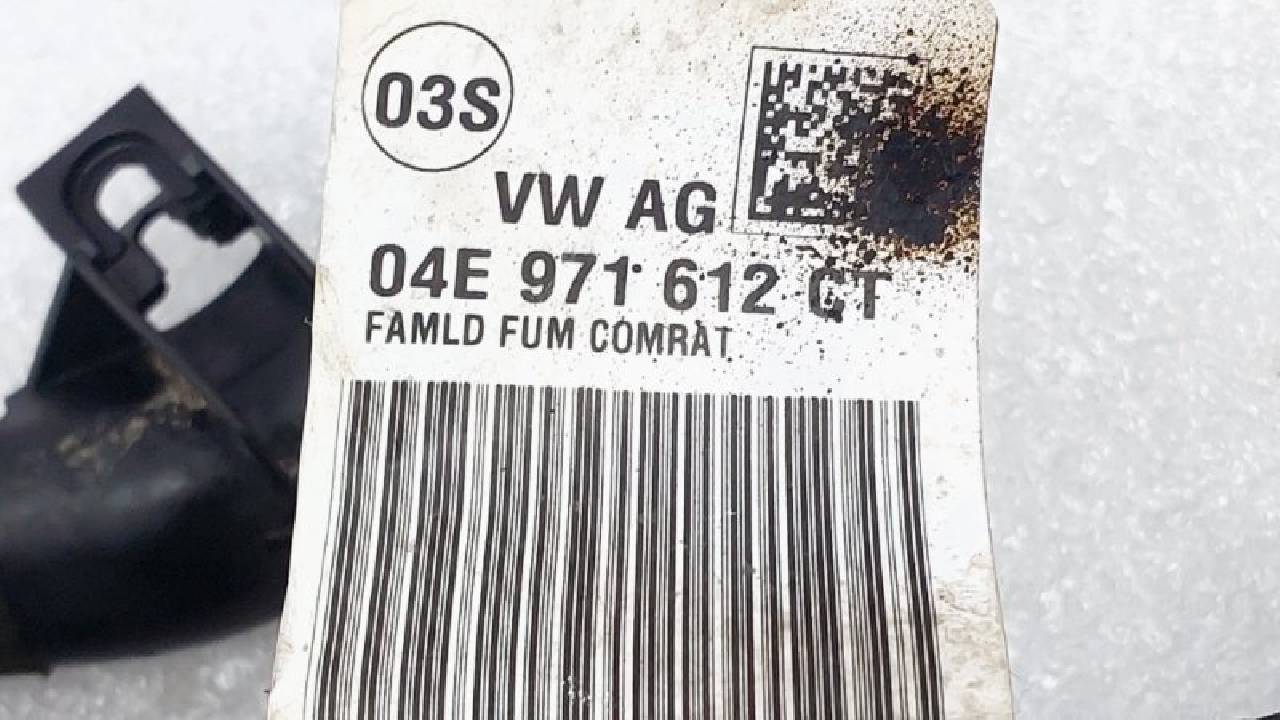 03S
VW AG
04E 971 612 CT
FAMLD FUM COMRAT